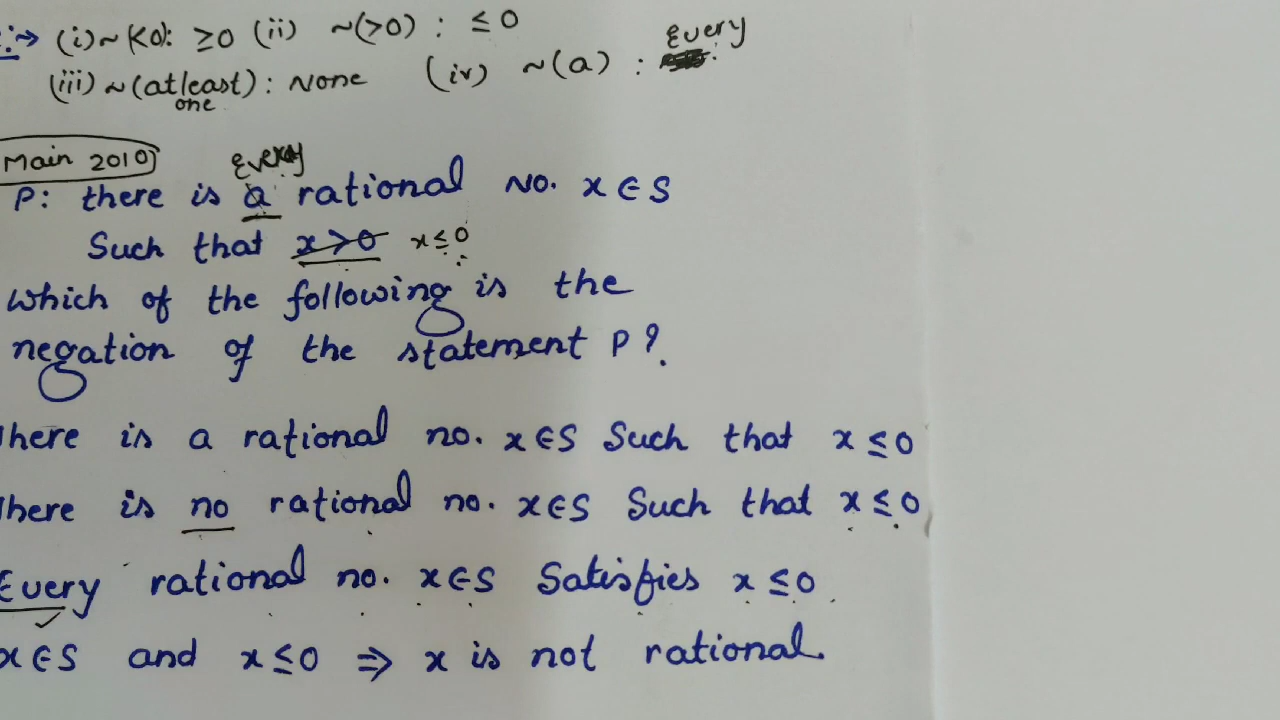 (i) ~ (<0): ≥0 (ii) ~(>0) : ≤0
(iii) ~(atleast one) : None (iv) ~(a) : Every
Main 2010
Every
P: there is a rational No. x ∈ S
Such that x>0 x≤0
which of the following is the
negation of the statement P?
here is a rational no. x∈S Such that x≤0
here is no rational no. x∈S Such that x≤0
Every rational no. x∈S Satisfies x≤0
x∈S and x≤0 ⇒ x is not rational.